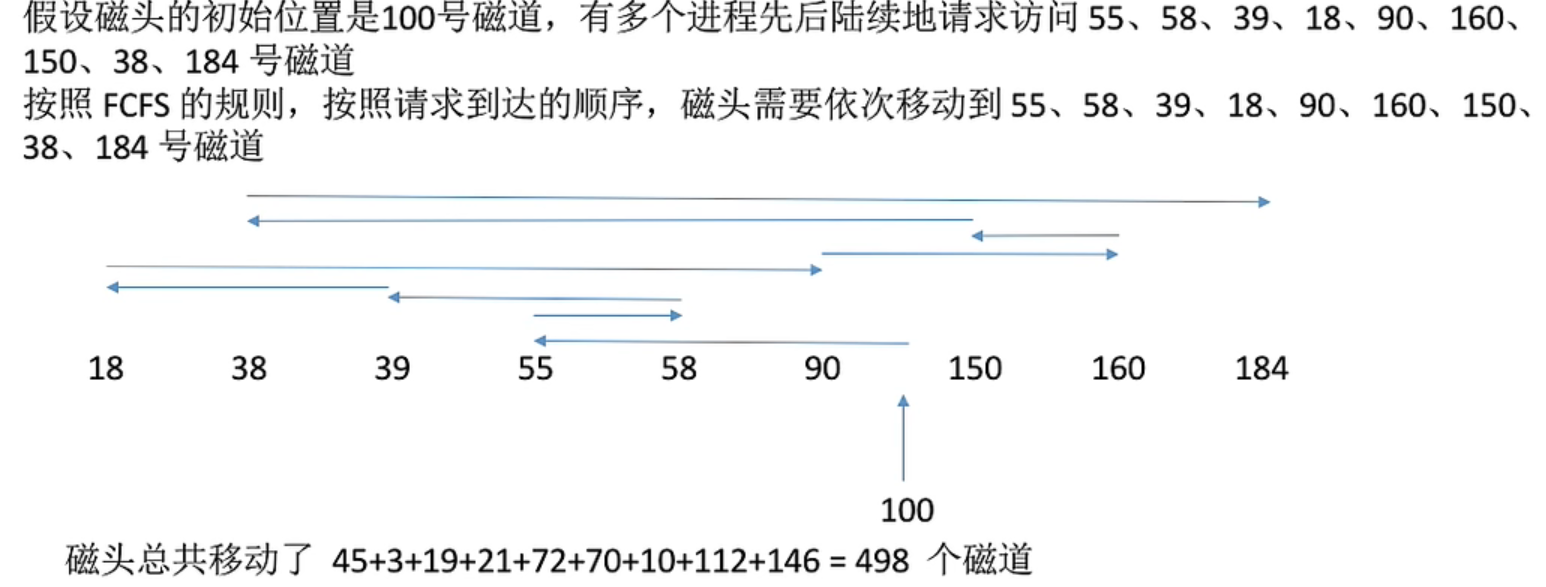 假设磁头的初始位置是100号磁道，有多个进程先后陆续地请求访问 55、58、39、18、90、160、
150、38、184 号磁道
按照 FCFS 的规则，按照请求到达的顺序，磁头需要依次移动到 55、58、39、18、90、160、150、
38、184 号磁道
18 38 39 55 58 90 150 160 184
100
磁头总共移动了 45+3+19+21+72+70+10+112+146 = 498 个磁道